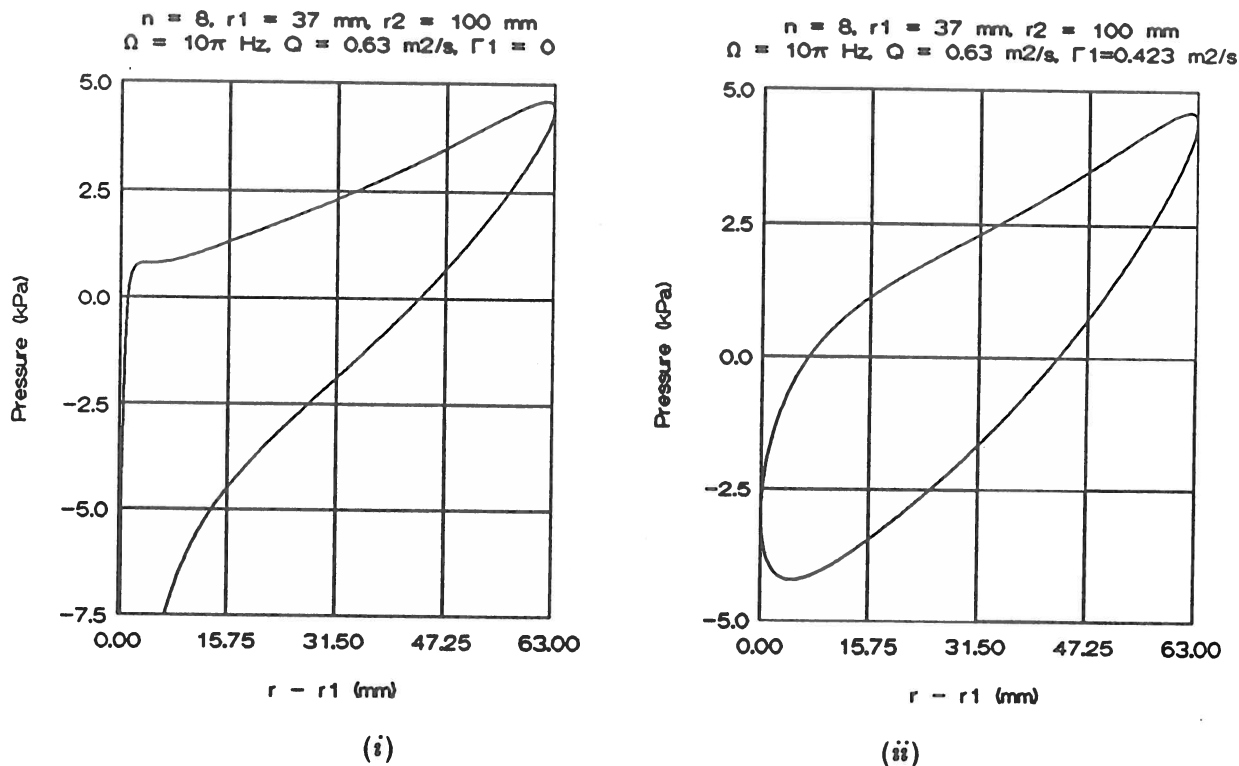 n = 8, r1 = 37 mm, r2 = 100 mm
Ω = 10π Hz, Q = 0.63 m2/s, Γ1 = 0
5.0
2.5
0.0
-2.5
-5.0
-7.5
Pressure (kPa)
0.00 15.75 31.50 47.25 63.00
r - r1 (mm)
(i)
n = 8, r1 = 37 mm, r2 = 100 mm
Ω = 10π Hz, Q = 0.63 m2/s, Γ1=0.423 m2/s
5.0
2.5
0.0
-2.5
-5.0
Pressure (kPa)
0.00 15.75 31.50 47.25 63.00
r - r1 (mm)
(ii)